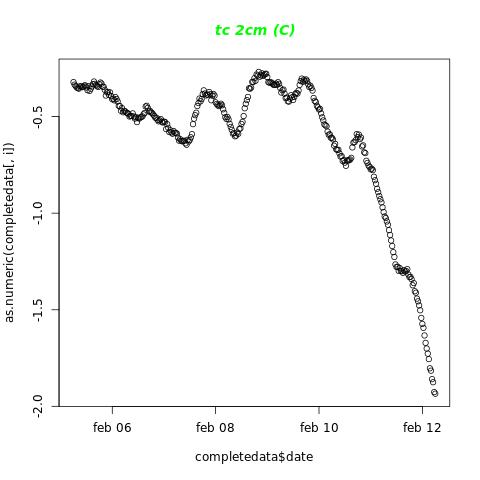 tc 2cm (C)
as.numeric(completedata[, i])
-0.5
-1.0
-1.5
-2.0
feb 06
feb 08
feb 10
feb 12
completedata$date